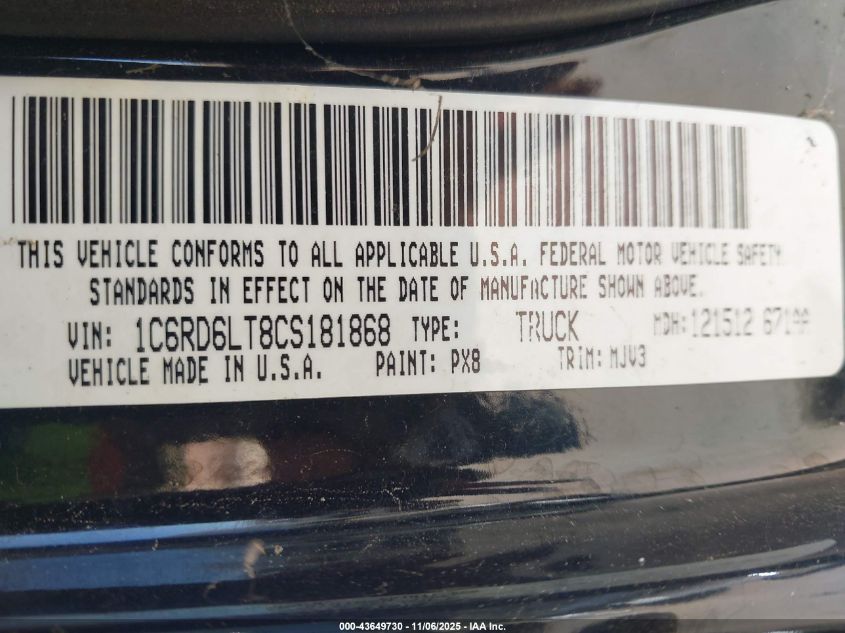 THIS VEHICLE CONFORMS TO ALL APPLICABLE U.S.A. FEDERAL MOTOR VEHICLE SAFETY
STANDARDS IN EFFECT ON THE DATE OF MANUFACTURE SHOWN ABOVE.
VIN: 1C6RD6LT8CS181868 TYPE: TRUCK MDH: 121512
VEHICLE MADE IN U.S.A. PAINT: PX8 TRIM: MJV3
000-43649730 - 11/06/2025 - IAA Inc.